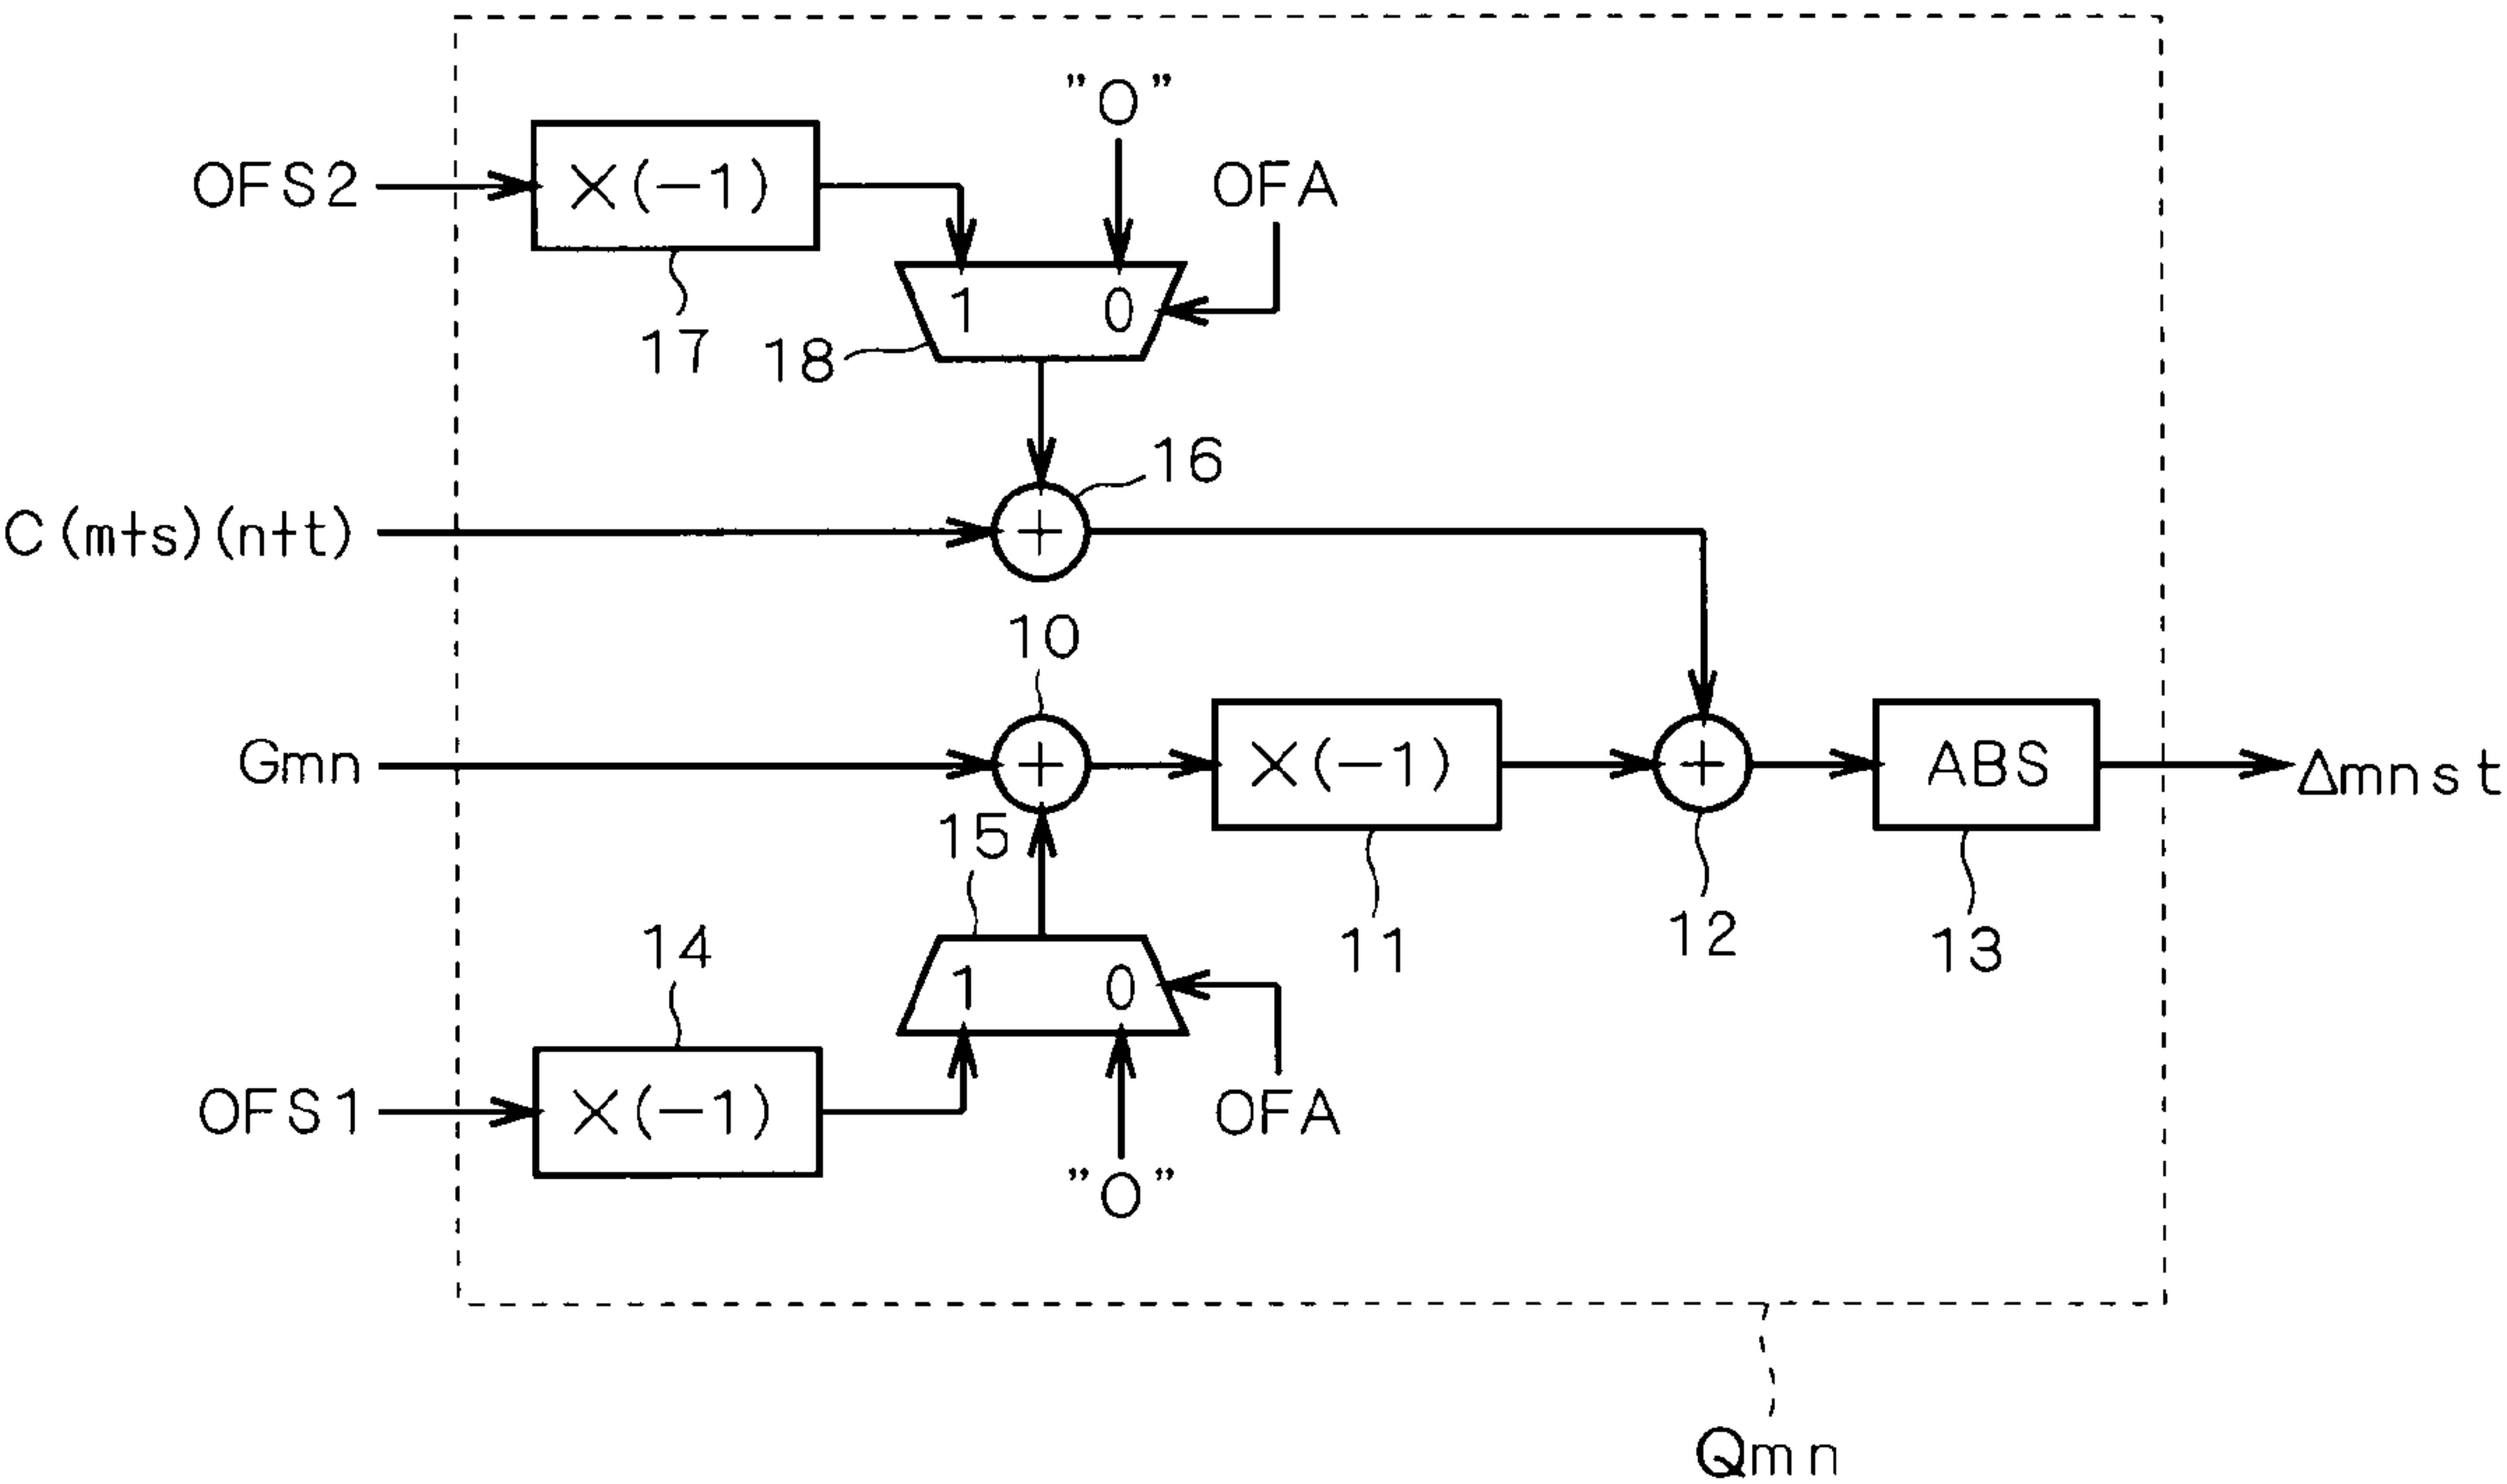 "0"
OFS2
X(-1)
OFA
1 0
17
18
16
C(m+s)(n+t)
10
Gmn
X(-1)
ABS
Δmnst
15
11
12
13
14
1 0
OFS1
X(-1)
OFA
"0"
Qmn